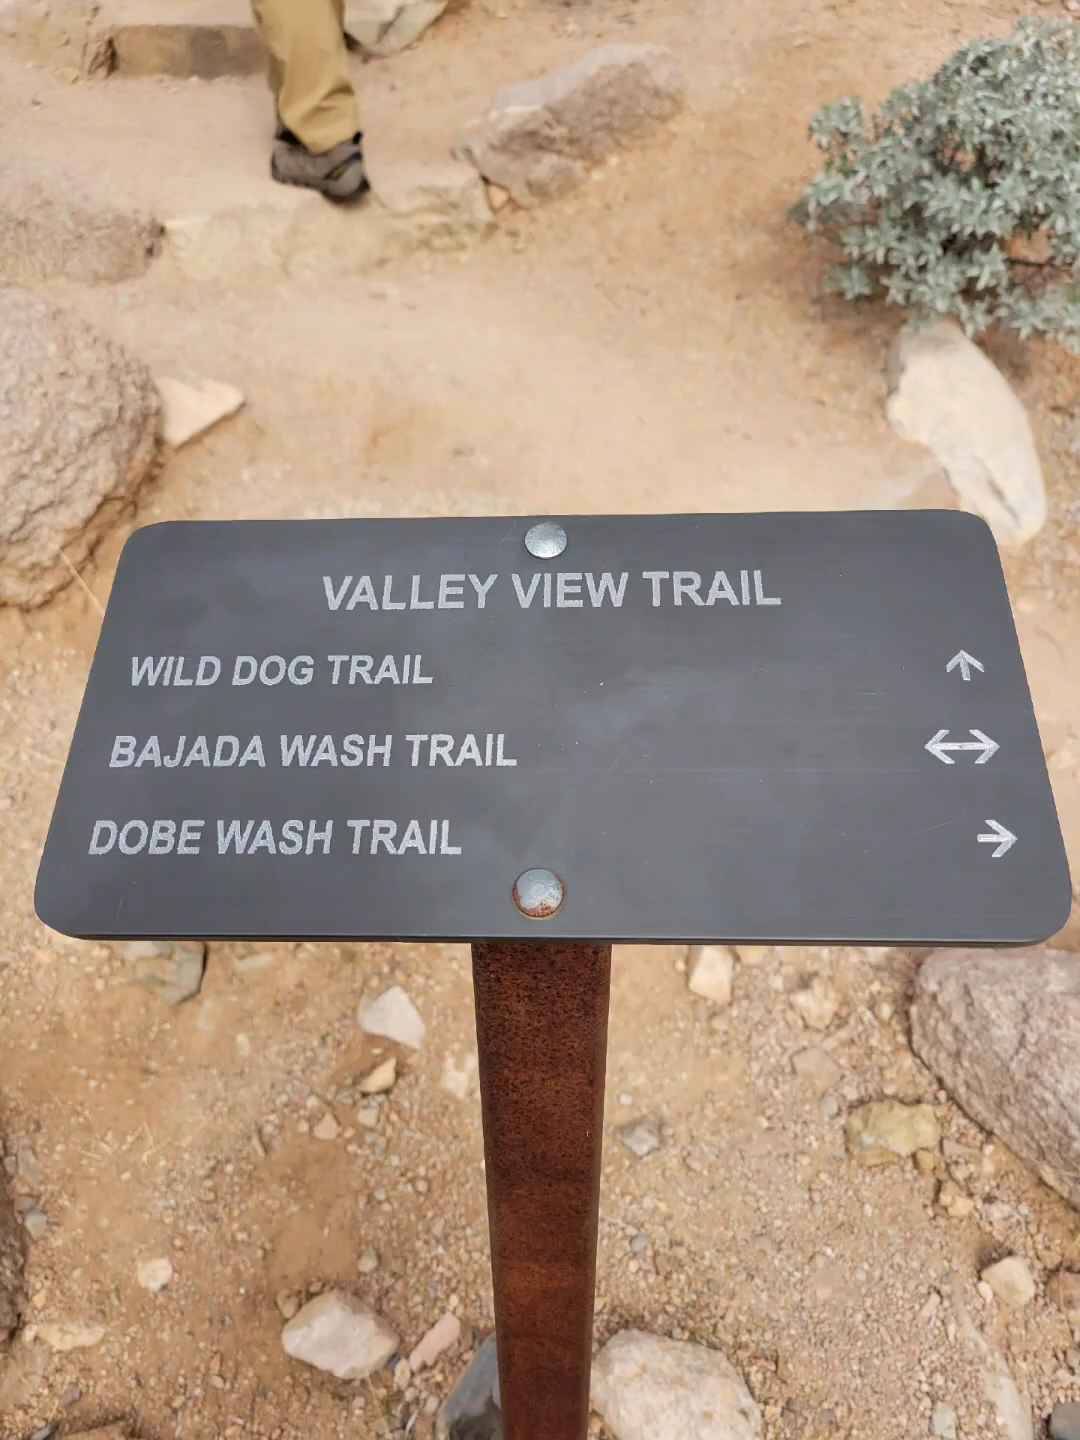 VALLEY VIEW TRAIL
WILD DOG TRAIL ↑
BAJADA WASH TRAIL ↔
DOBE WASH TRAIL →